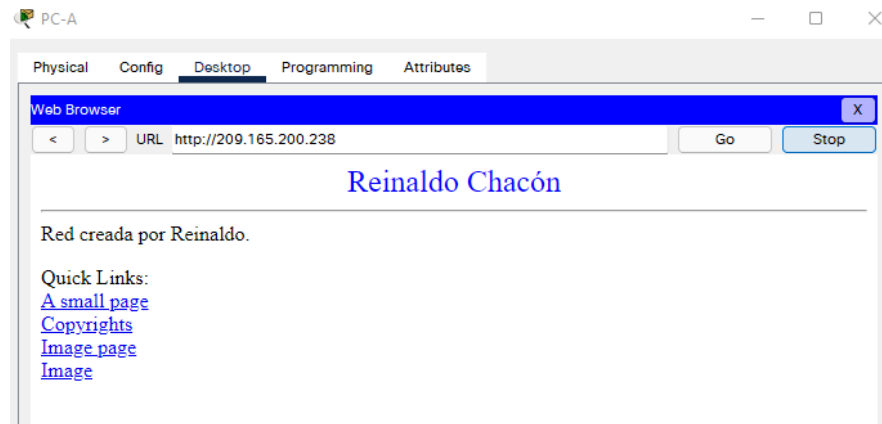 PC-A
Physical Config Desktop Programming Attributes
Web Browser X
< > URL http://209.165.200.238 Go Stop
Reinaldo Chacón
Red creada por Reinaldo.
Quick Links:
A small page
Copyrights
Image page
Image